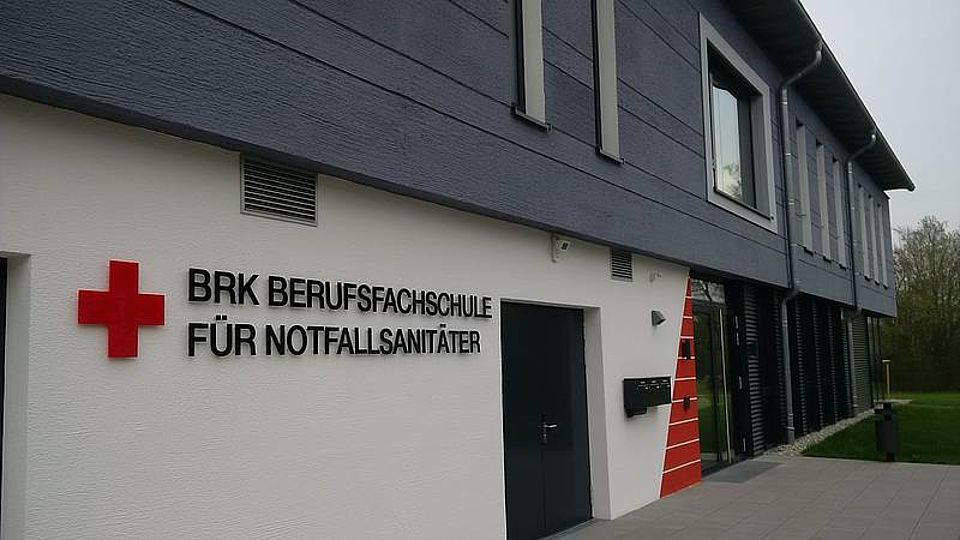 BRK BERUFSFACHSCHULE
FÜR NOTFALLSANITÄTER